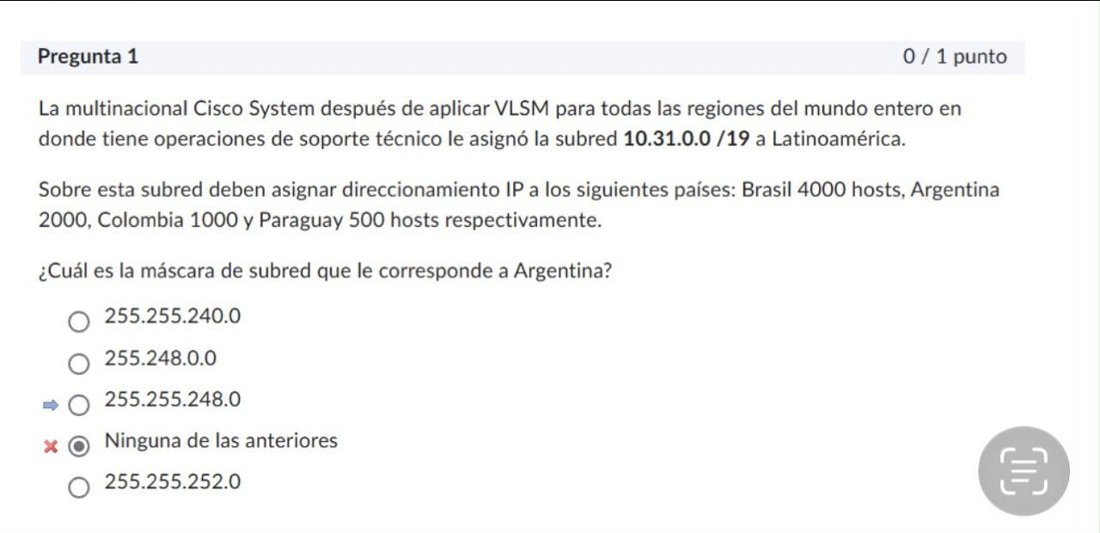 Pregunta 1
0 / 1 punto
La multinacional Cisco System después de aplicar VLSM para todas las regiones del mundo entero en
donde tiene operaciones de soporte técnico le asignó la subred 10.31.0.0 /19 a Latinoamérica.
Sobre esta subred deben asignar direccionamiento IP a los siguientes países: Brasil 4000 hosts, Argentina
2000, Colombia 1000 y Paraguay 500 hosts respectivamente.
¿Cuál es la máscara de subred que le corresponde a Argentina?
255.255.240.0
255.248.0.0
255.255.248.0
Ninguna de las anteriores
255.255.252.0